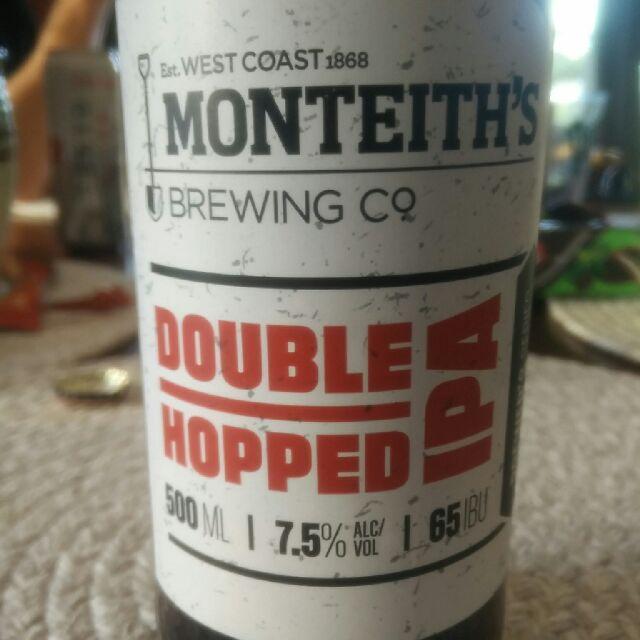 Est. WEST COAST 1868
MONTEITH'S
BREWING CO
DOUBLE
HOPPED
IPA
500 ML | 7.5% ALC/VOL | 65 IBU